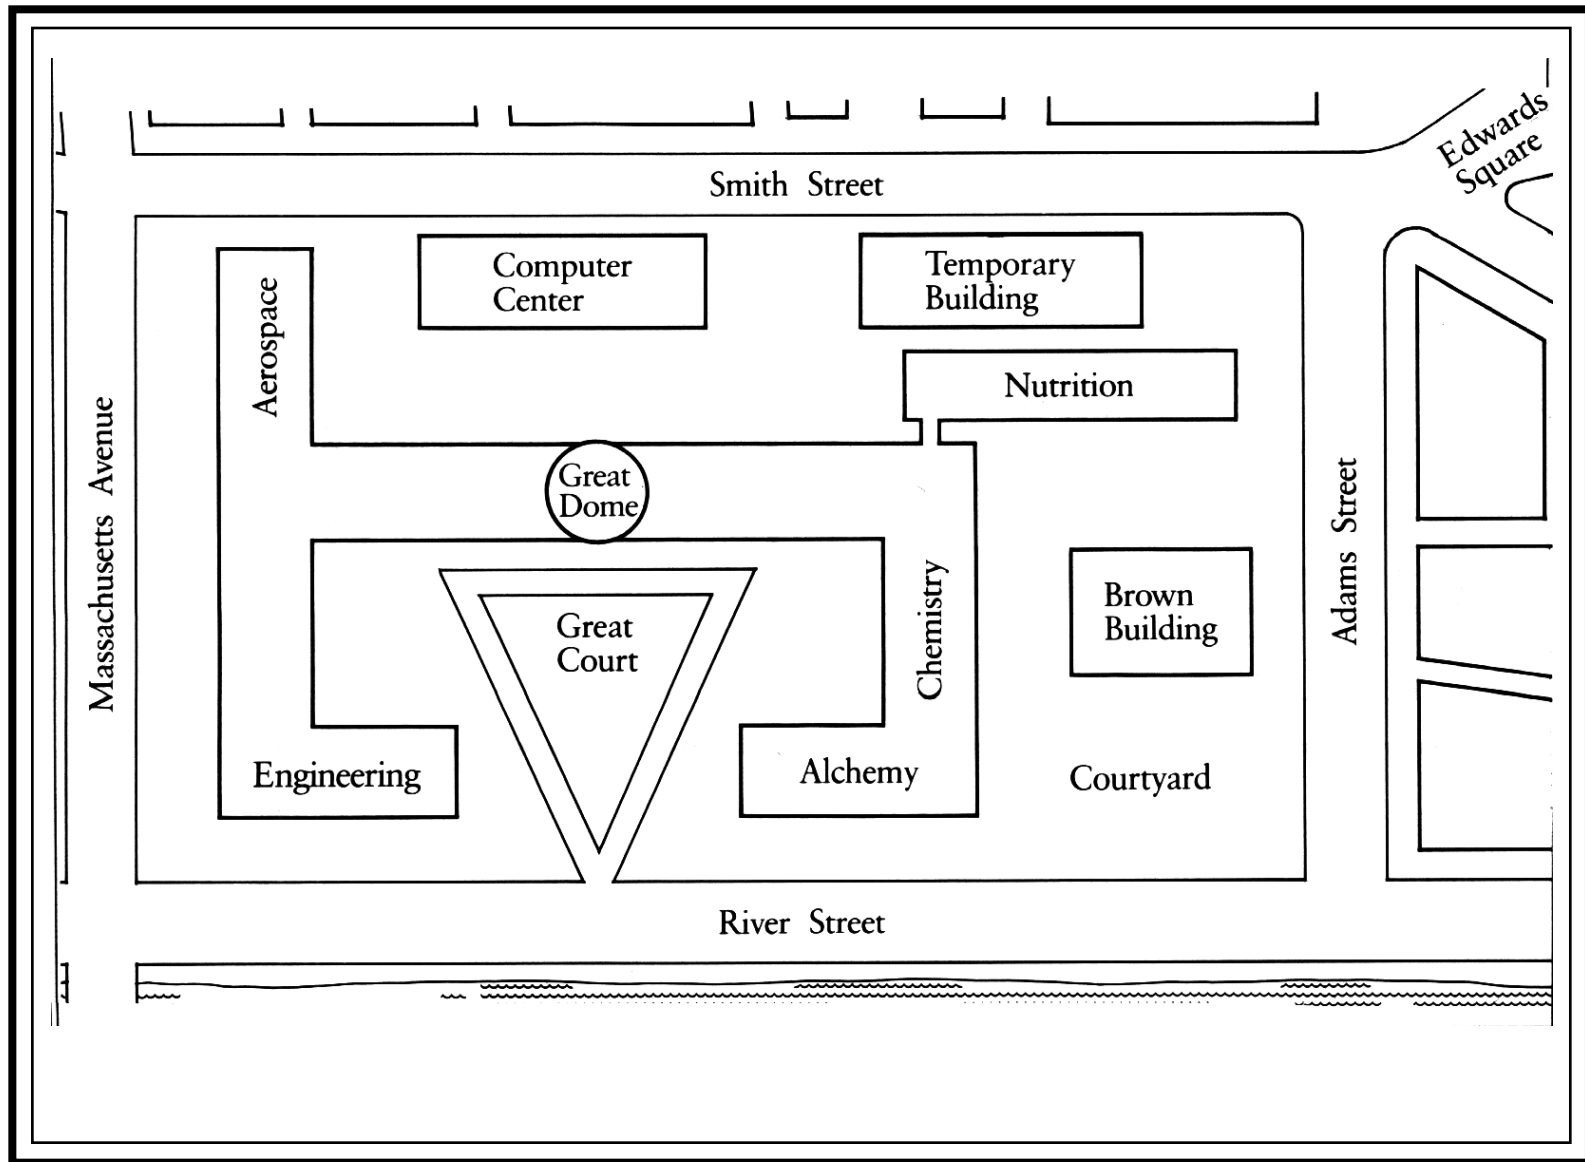 Edwards
Square
Smith Street
Computer
Center
Temporary
Building
Aerospace
Nutrition
Massachusetts Avenue
Great
Dome
Adams Street
Chemistry
Brown
Building
Great
Court
Engineering
Alchemy
Courtyard
River Street